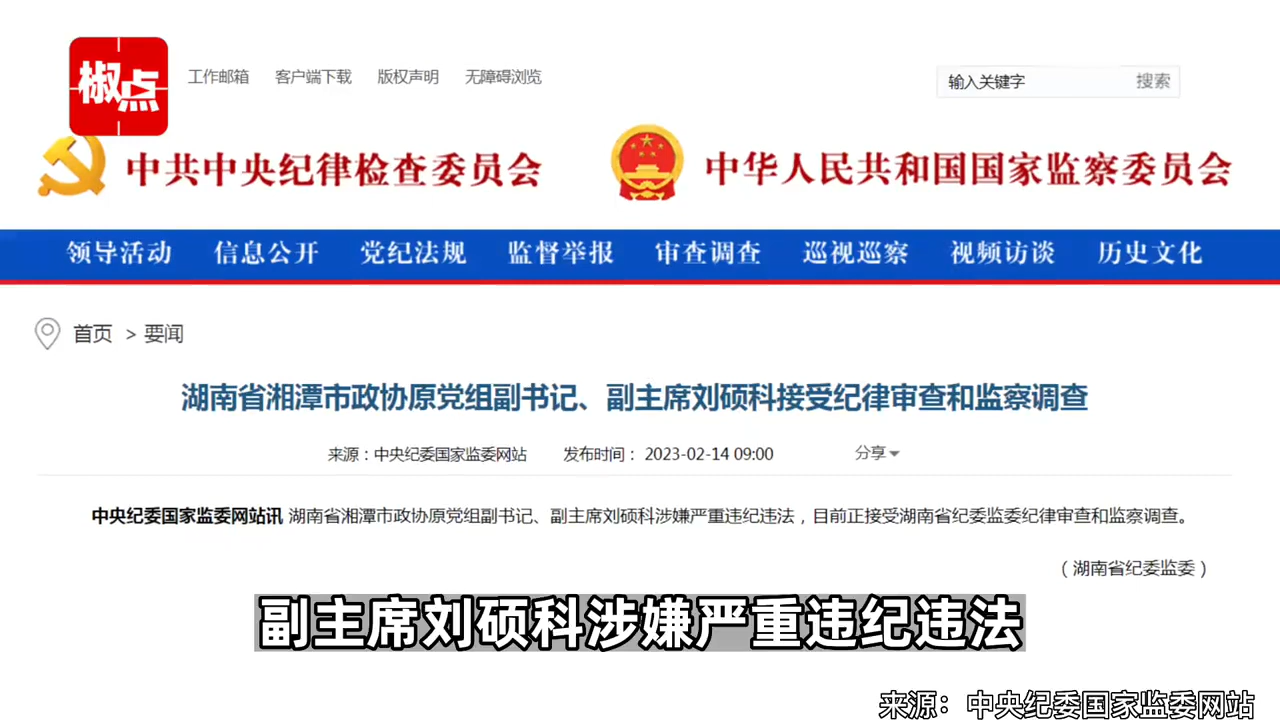 椒点
工作邮箱 客户端下载 版权声明 无障碍浏览
输入关键字 搜索
中共中央纪律检查委员会 中华人民共和国国家监察委员会
领导活动 信息公开 党纪法规 监督举报 审查调查 巡视巡察 视频访谈 历史文化
首页 > 要闻
湖南省湘潭市政协原党组副书记、副主席刘硕科接受纪律审查和监察调查
来源：中央纪委国家监委网站 发布时间： 2023-02-14 09:00 分享
中央纪委国家监委网站讯 湖南省湘潭市政协原党组副书记、副主席刘硕科涉嫌严重违纪违法，目前正接受湖南省纪委监委纪律审查和监察调查。
（湖南省纪委监委）
副主席刘硕科涉嫌严重违纪违法
来源：中央纪委国家监委网站